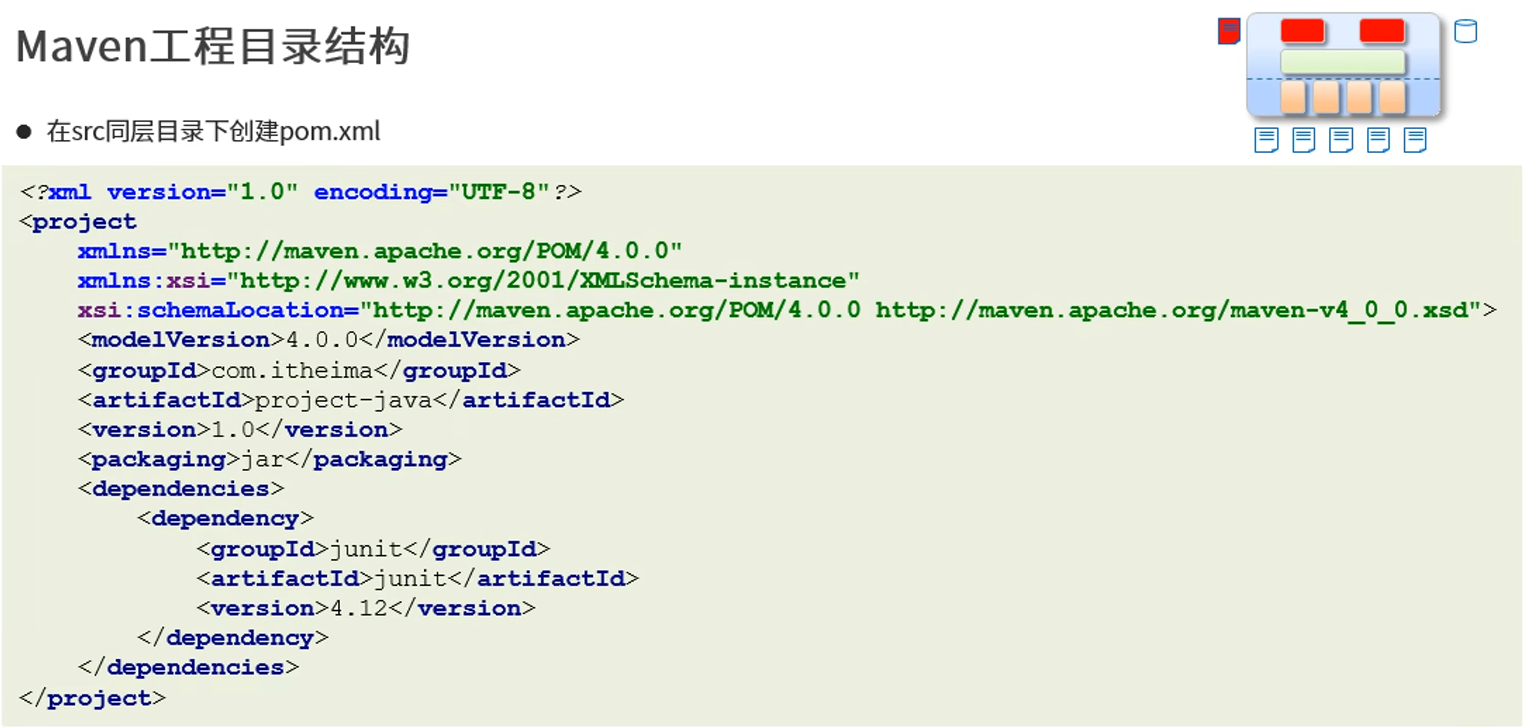 Maven工程目录结构
● 在src同层目录下创建pom.xml
<?xml version="1.0" encoding="UTF-8"?>
<project
    xmlns="http://maven.apache.org/POM/4.0.0"
    xmlns:xsi="http://www.w3.org/2001/XMLSchema-instance"
    xsi:schemaLocation="http://maven.apache.org/POM/4.0.0 http://maven.apache.org/maven-v4_0_0.xsd">
    <modelVersion>4.0.0</modelVersion>
    <groupId>com.itheima</groupId>
    <artifactId>project-java</artifactId>
    <version>1.0</version>
    <packaging>jar</packaging>
    <dependencies>
        <dependency>
            <groupId>junit</groupId>
            <artifactId>junit</artifactId>
            <version>4.12</version>
        </dependency>
    </dependencies>
</project>